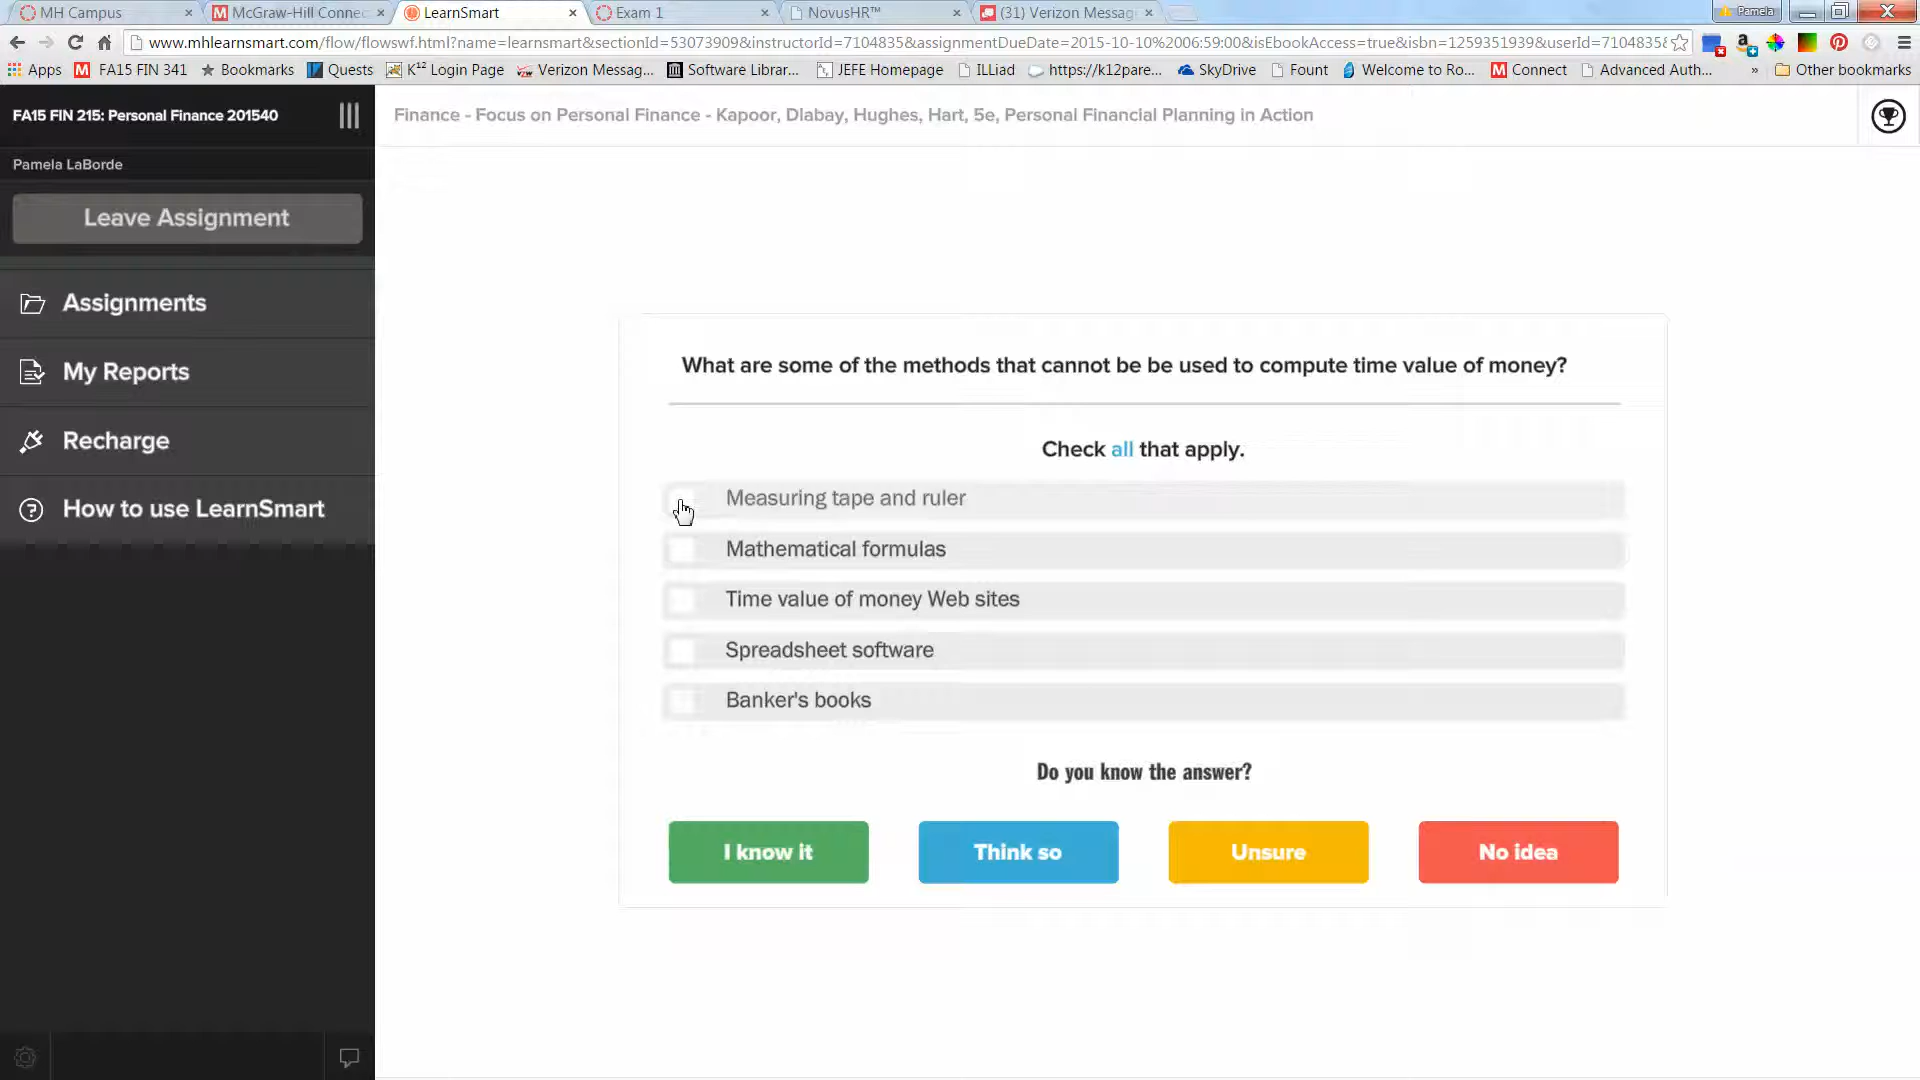 MH Campus
McGraw-Hill Connec
LearnSmart
Exam 1
NovusHR™
(31) Verizon Messag
Pamela
www.mhlearnsmart.com/flow/flowswf.html?name=learnsmart&sectionId=53073909&instructorId=7104835&assignmentDueDate=2015-10-10%2006:59:00&isEbookAccess=true&isbn=1259351939&userId=7104835&
Apps
FA15 FIN 341
Bookmarks
Quests
K¹² Login Page
Verizon Messag...
Software Librar...
JEFE Homepage
ILLiad
https://k12pare...
SkyDrive
Fount
Welcome to Ro...
Connect
Advanced Auth...
»
Other bookmarks
FA15 FIN 215: Personal Finance 201540
Finance - Focus on Personal Finance - Kapoor, Dlabay, Hughes, Hart, 5e, Personal Financial Planning in Action
Pamela LaBorde
Leave Assignment
Assignments
My Reports
Recharge
How to use LearnSmart
What are some of the methods that cannot be be used to compute time value of money?
Check all that apply.
Measuring tape and ruler
Mathematical formulas
Time value of money Web sites
Spreadsheet software
Banker's books
Do you know the answer?
I know it
Think so
Unsure
No idea